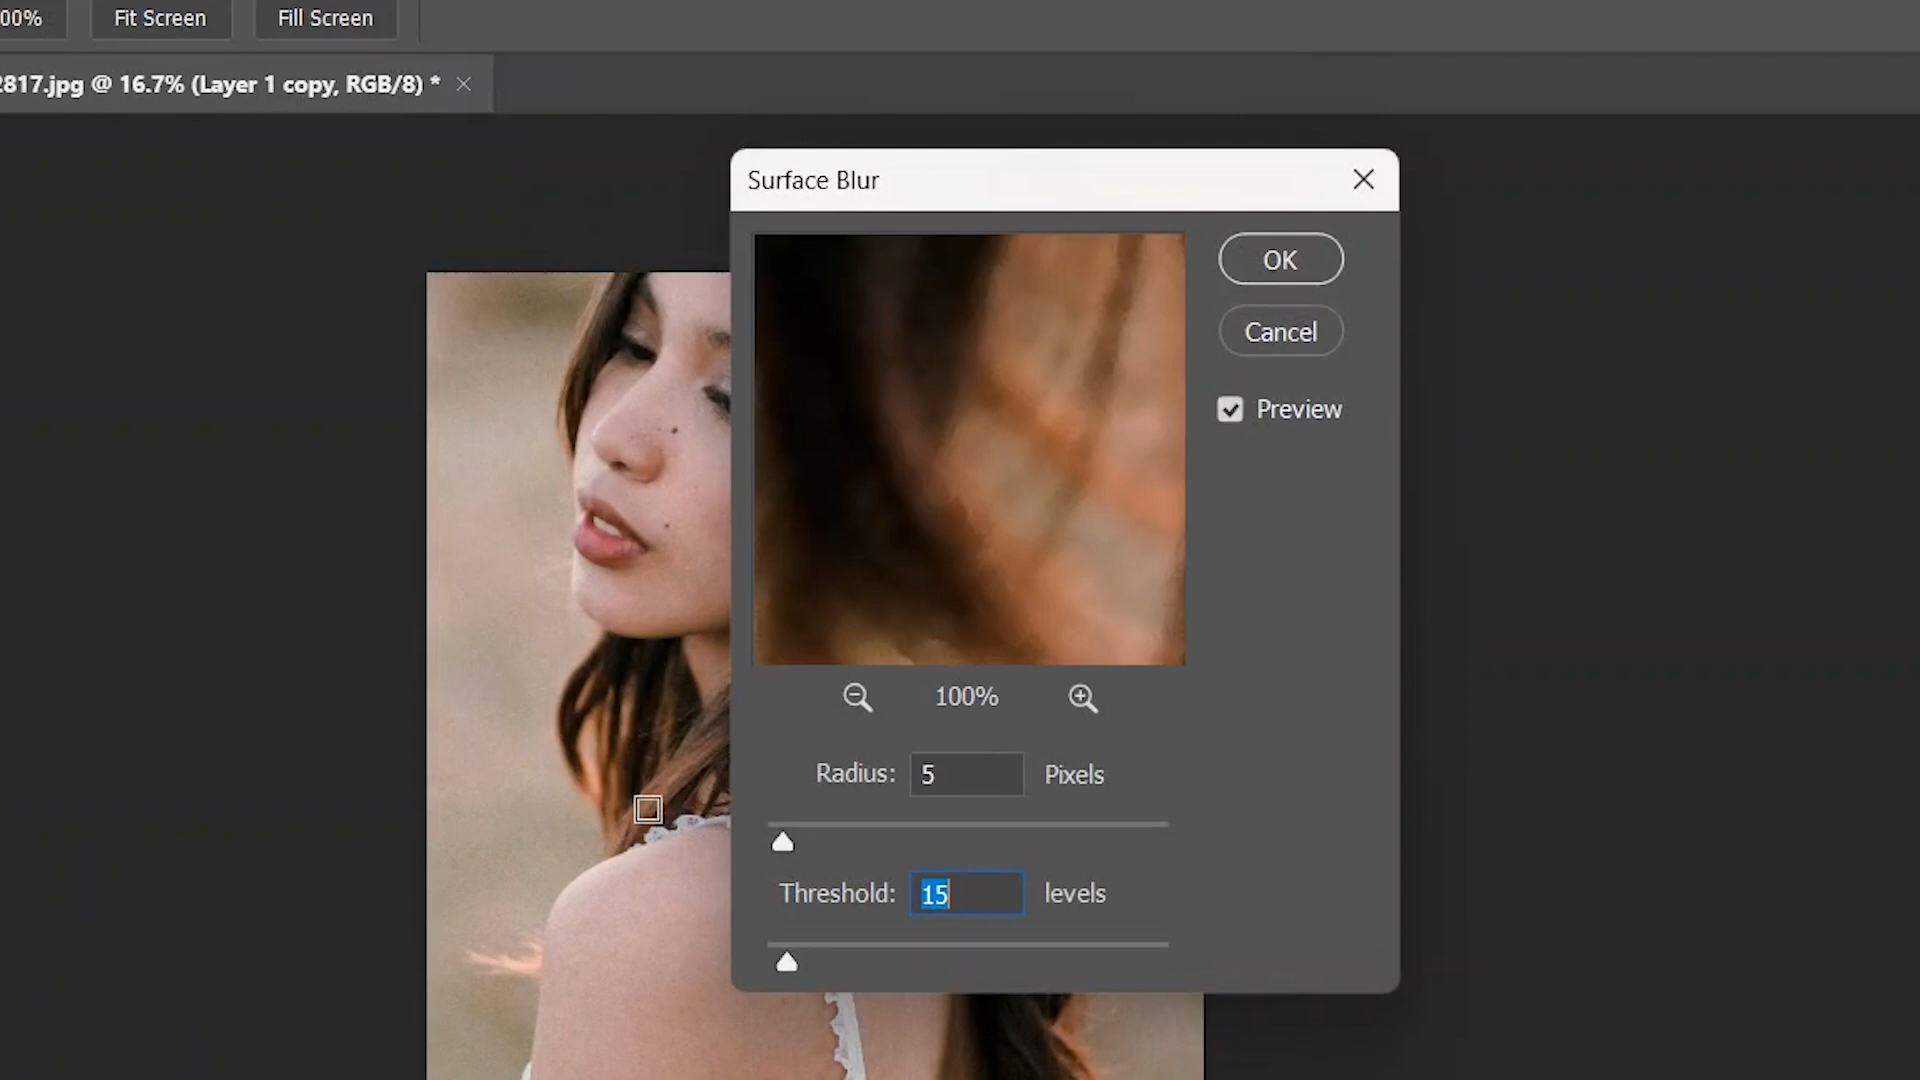 00%
Fit Screen
Fill Screen
2817.jpg @ 16.7% (Layer 1 copy, RGB/8) *
Surface Blur
OK
Cancel
Preview
100%
Radius: 5 Pixels
Threshold: 15 levels